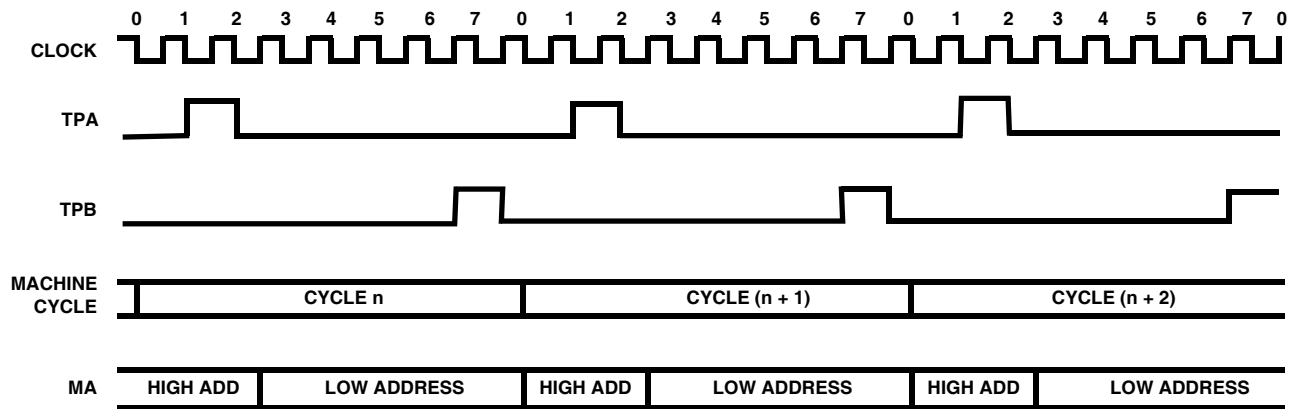 0 1 2 3 4 5 6 7 0 1 2 3 4 5 6 7 0 1 2 3 4 5 6 7 0
CLOCK
TPA
TPB
MACHINE
CYCLE
CYCLE n CYCLE (n + 1) CYCLE (n + 2)
MA HIGH ADD LOW ADDRESS HIGH ADD LOW ADDRESS HIGH ADD LOW ADDRESS